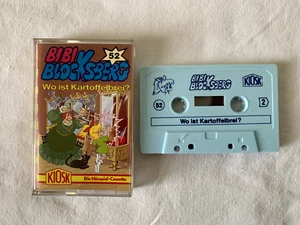 BIBI
BLOCKSBERG
52
Wo ist Kartoffelbrei?
KIOSK
Die Hörspiel-Cassette
BIBI
BLOCKSBERG
52
KIOSK
2
Wo ist Kartoffelbrei?